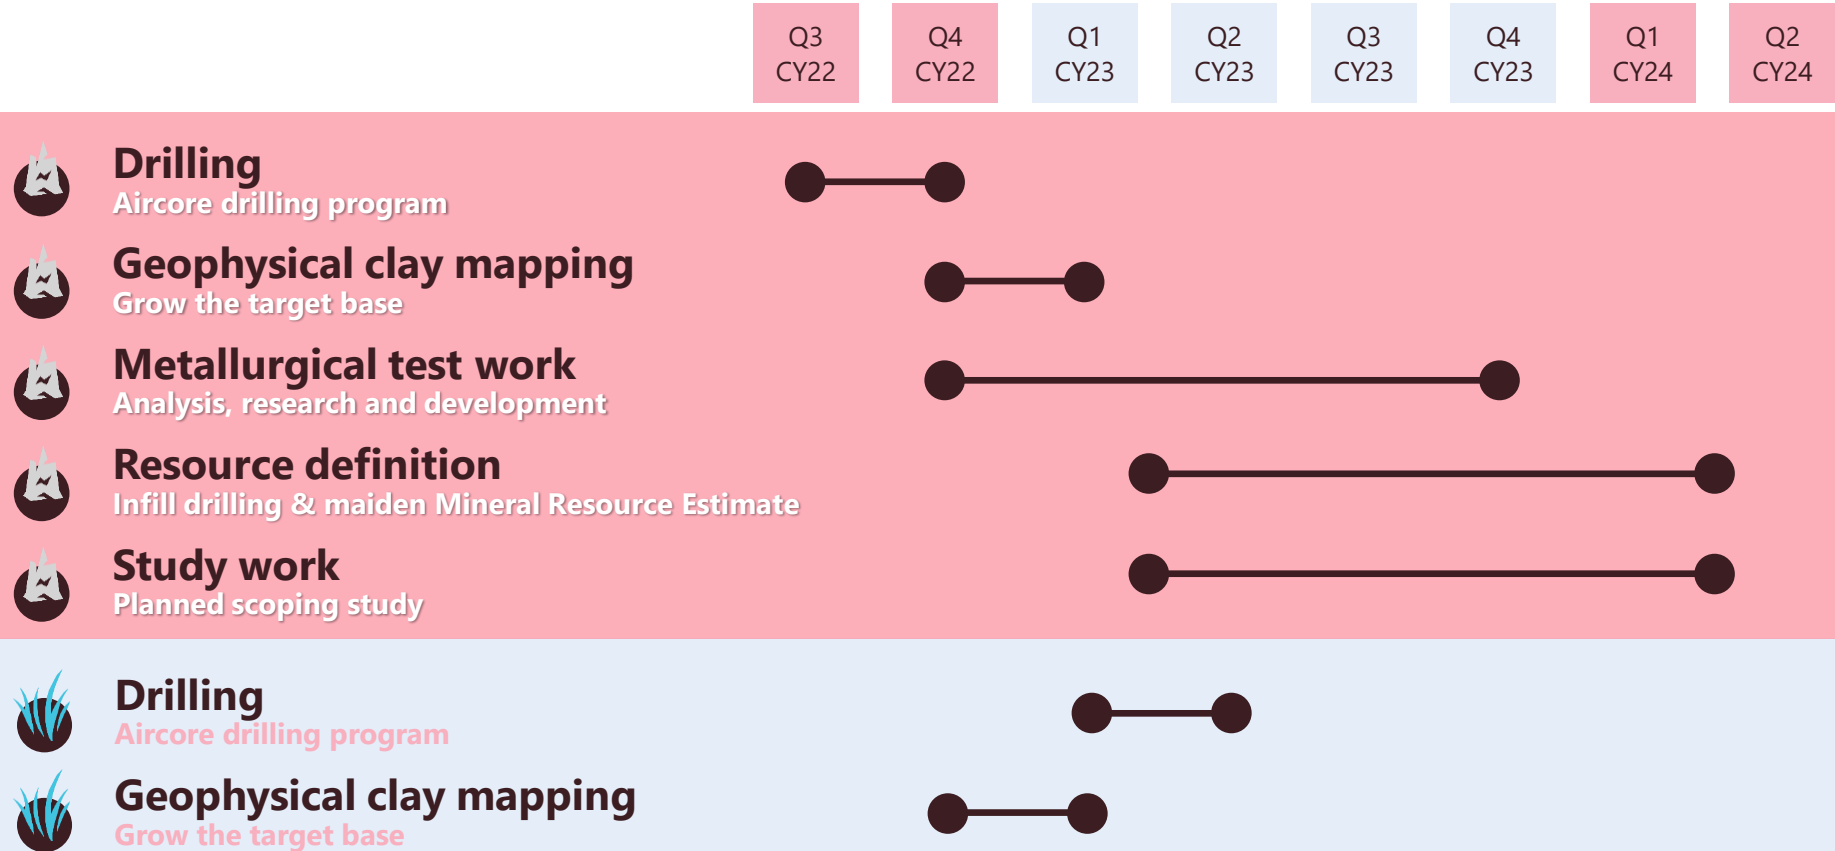 Q3 Q4 Q1 Q2 Q3 Q4 Q1 Q2
CY22 CY22 CY23 CY23 CY23 CY23 CY24 CY24
Drilling
Aircore drilling program
Geophysical clay mapping
Grow the target base
Metallurgical test work
Analysis, research and development
Resource definition
Infill drilling & maiden Mineral Resource Estimate
Study work
Planned scoping study
Drilling
Aircore drilling program
Geophysical clay mapping
Grow the target base